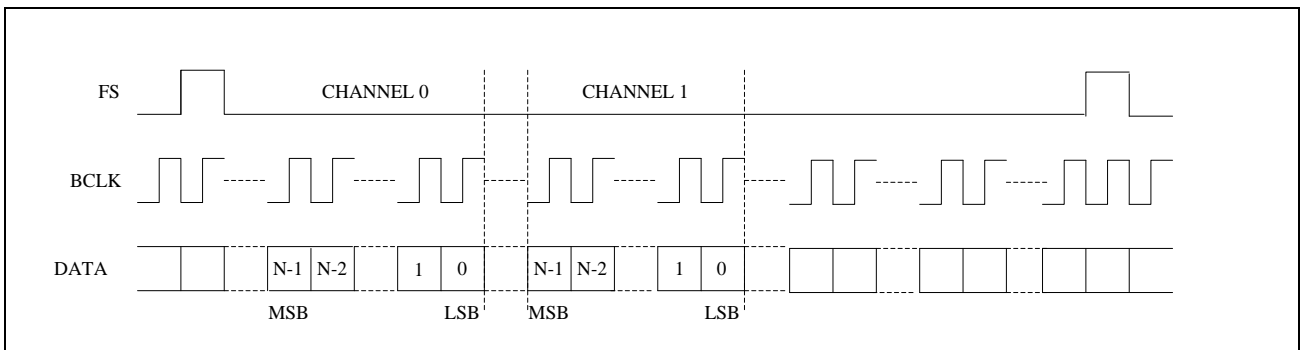 FS CHANNEL 0 CHANNEL 1
BCLK
DATA N-1 N-2 1 0 N-1 N-2 1 0
MSB LSB MSB LSB